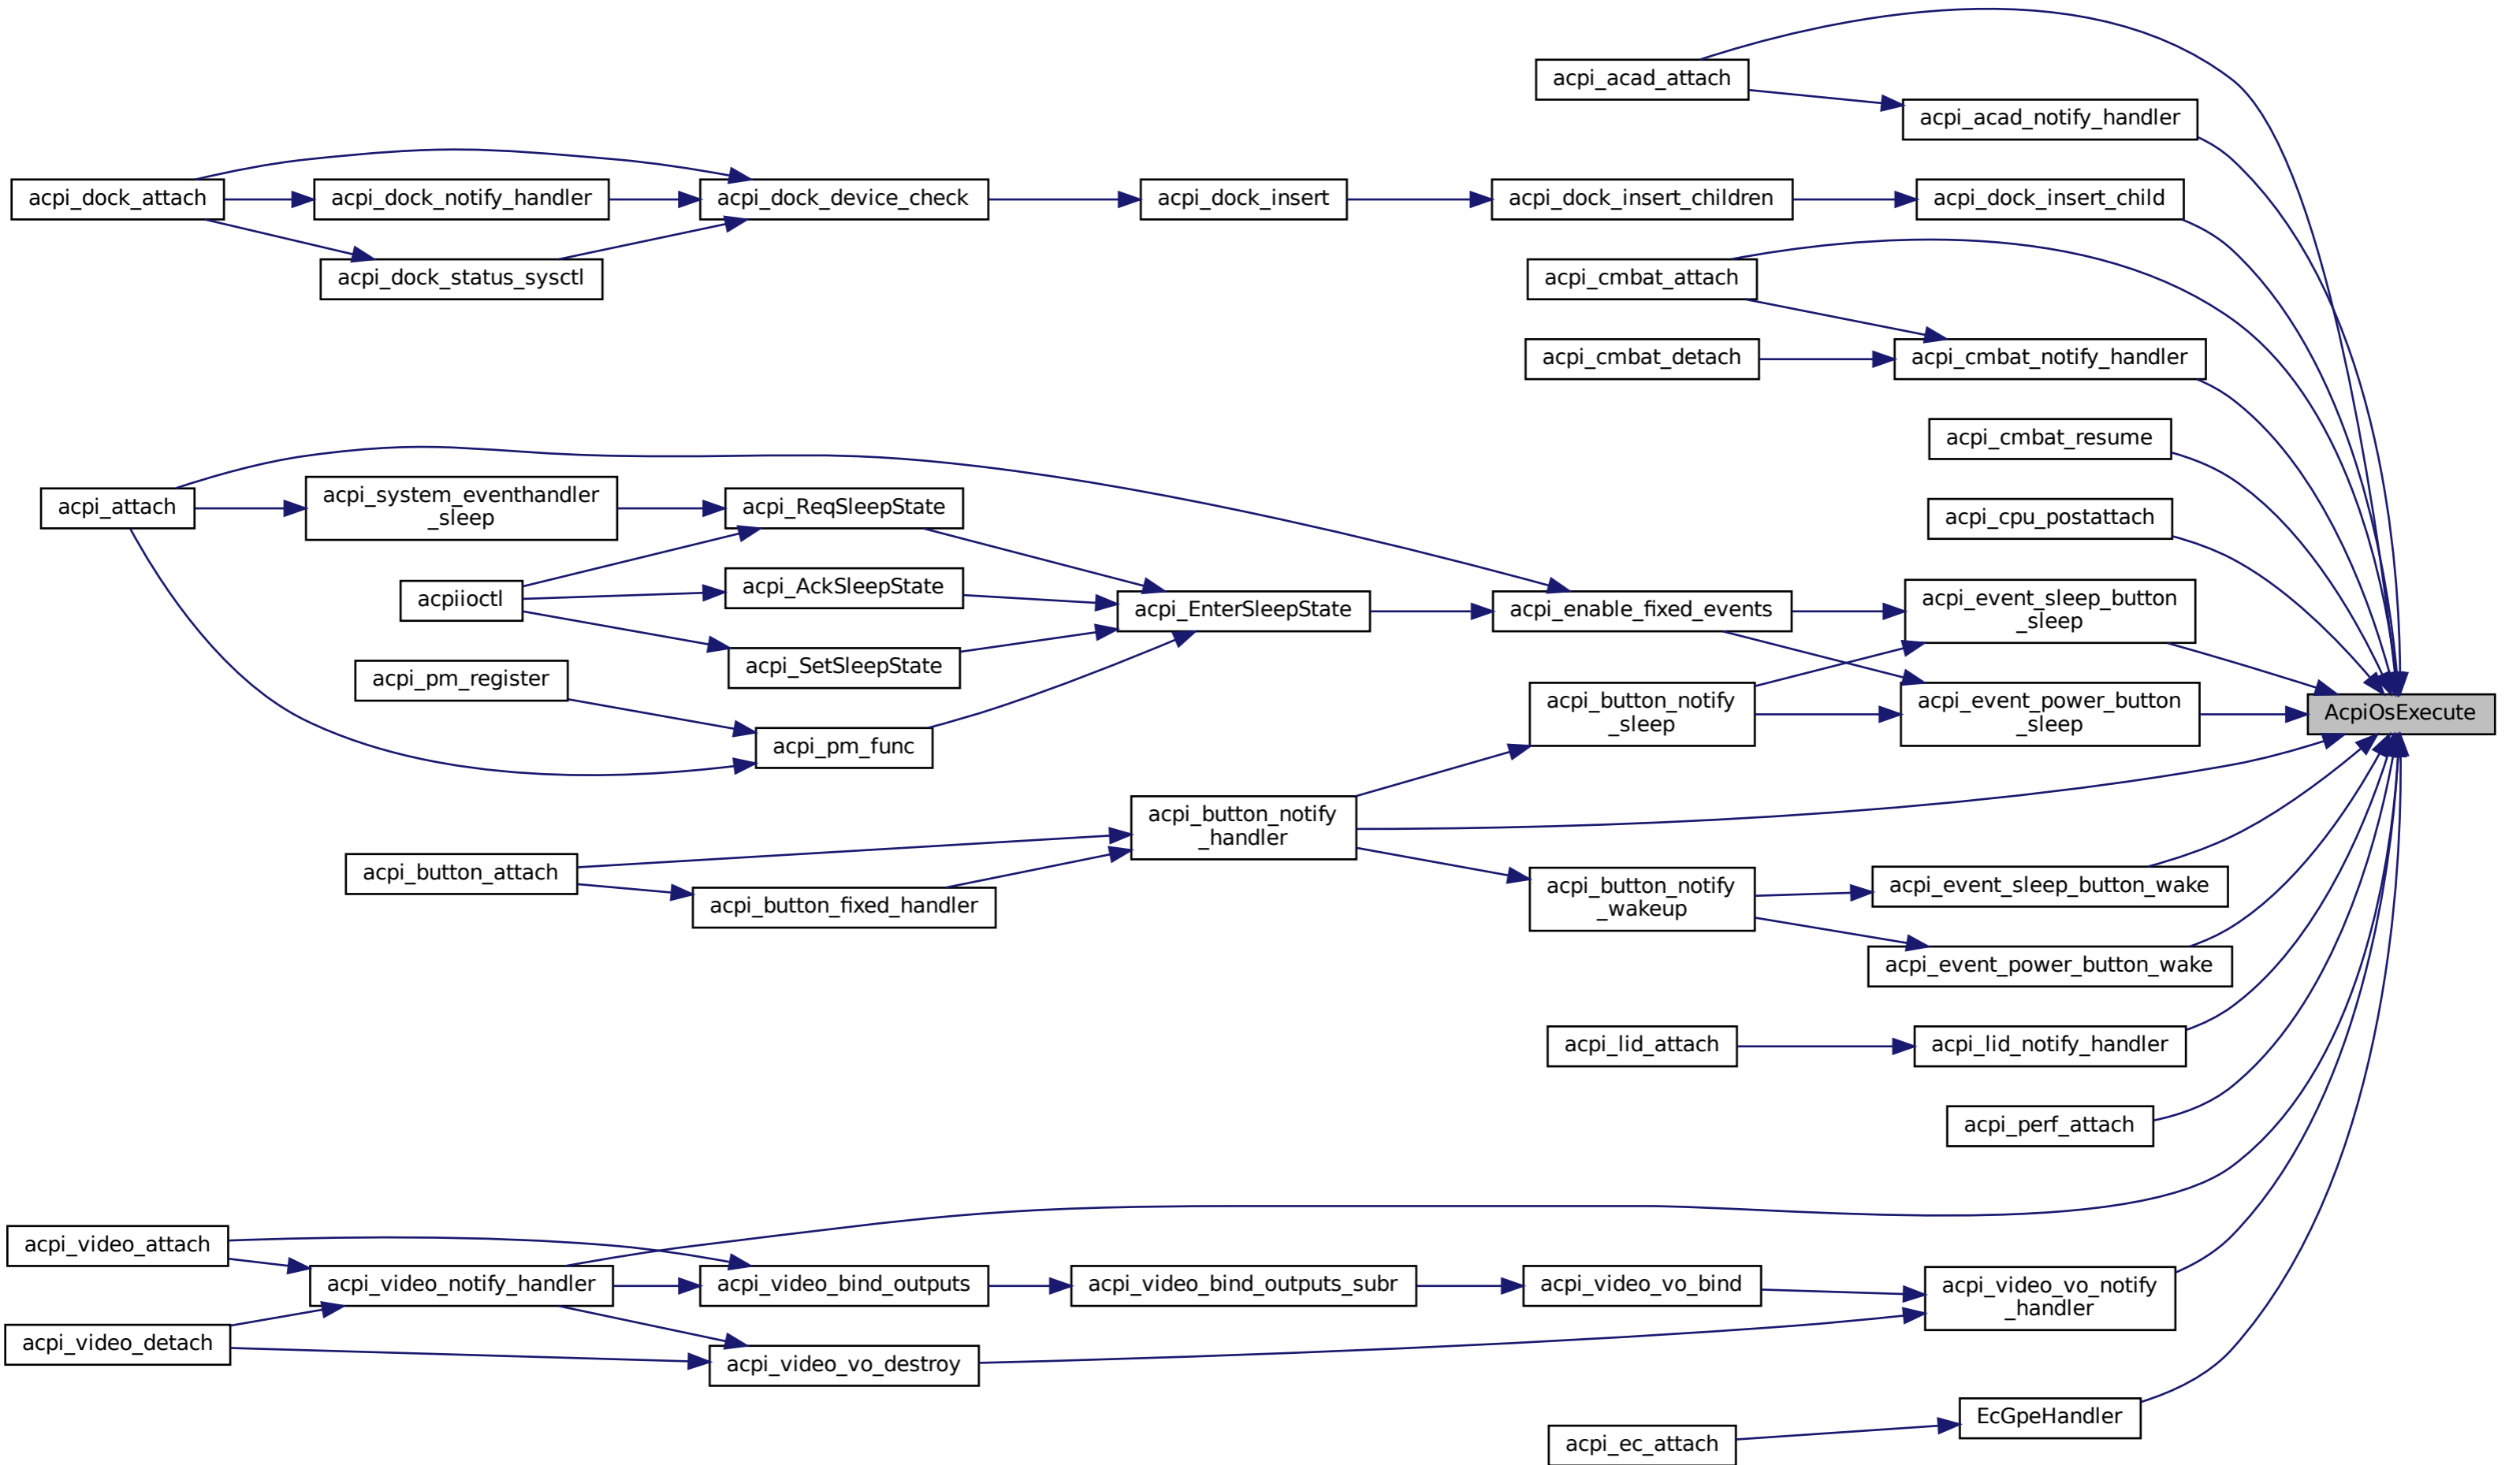 acpi_acad_attach
acpi_acad_notify_handler
acpi_dock_attach
acpi_dock_notify_handler
acpi_dock_device_check
acpi_dock_insert
acpi_dock_insert_children
acpi_dock_insert_child
acpi_dock_status_sysctl
acpi_cmbat_attach
acpi_cmbat_detach
acpi_cmbat_notify_handler
acpi_cmbat_resume
acpi_attach
acpi_system_eventhandler
_sleep
acpi_ReqSleepState
acpi_cpu_postattach
acpiioctl
acpi_AckSleepState
acpi_EnterSleepState
acpi_enable_fixed_events
acpi_event_sleep_button
_sleep
acpi_pm_register
acpi_SetSleepState
acpi_button_notify
_sleep
acpi_event_power_button
_sleep
AcpiOsExecute
acpi_pm_func
acpi_button_notify
_handler
acpi_button_attach
acpi_button_fixed_handler
acpi_button_notify
_wakeup
acpi_event_sleep_button_wake
acpi_event_power_button_wake
acpi_lid_attach
acpi_lid_notify_handler
acpi_perf_attach
acpi_video_attach
acpi_video_notify_handler
acpi_video_bind_outputs
acpi_video_bind_outputs_subr
acpi_video_vo_bind
acpi_video_vo_notify
_handler
acpi_video_detach
acpi_video_vo_destroy
EcGpeHandler
acpi_ec_attach